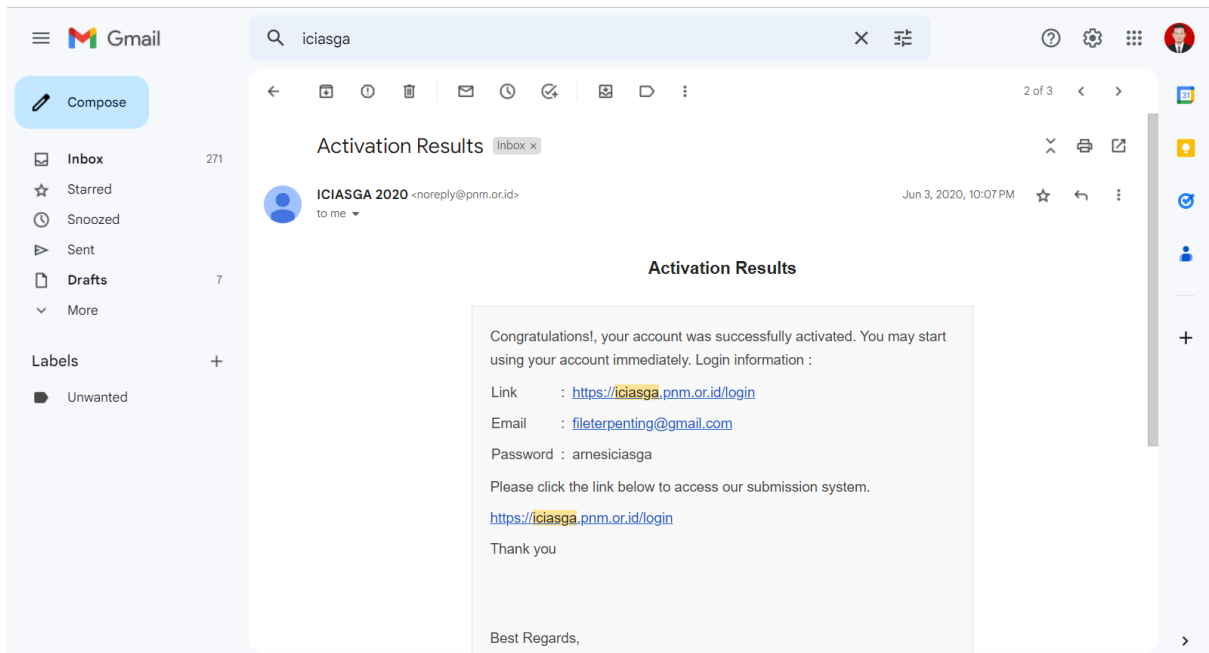 Gmail
iciasga
Compose
Inbox 271
Starred
Snoozed
Sent
Drafts 7
More
Labels
Unwanted
2 of 3
Activation Results Inbox ×
ICIASGA 2020 <noreply@pnm.or.id> Jun 3, 2020, 10:07 PM
to me
Activation Results
Congratulations!, your account was successfully activated. You may start
using your account immediately. Login information :
Link : https://iciasga.pnm.or.id/login
Email : fileterpenting@gmail.com
Password : arnesiciasga
Please click the link below to access our submission system.
https://iciasga.pnm.or.id/login
Thank you
Best Regards,
31